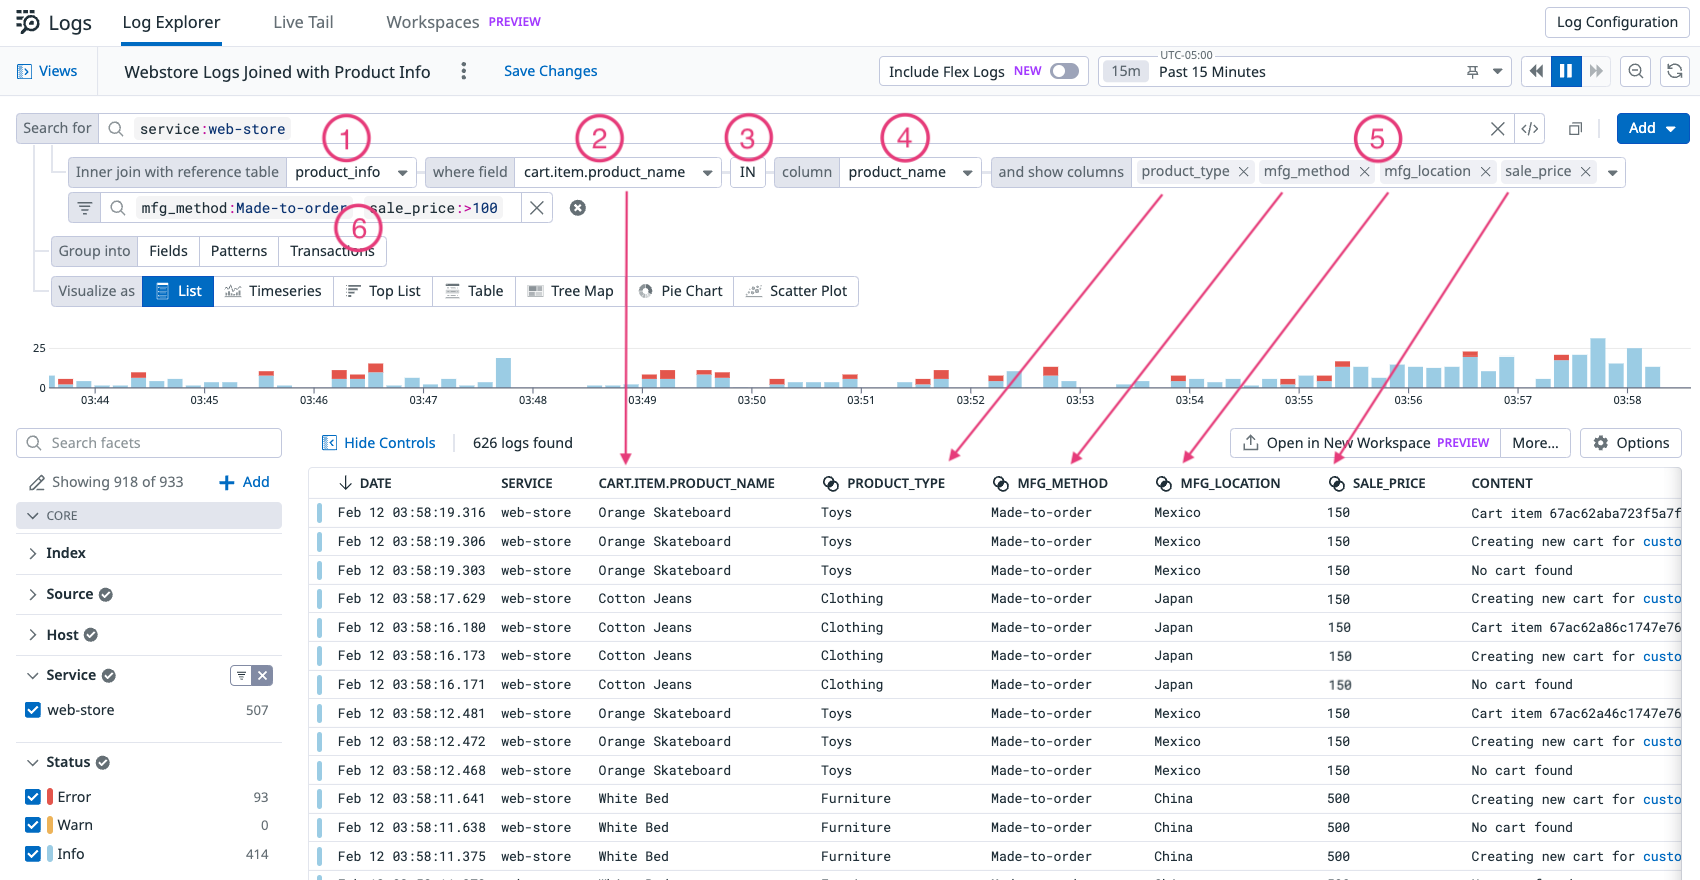 Logs Log Explorer Live Tail Workspaces PREVIEW Log Configuration
Views Webstore Logs Joined with Product Info Save Changes Include Flex Logs NEW 15m UTC-05:00 Past 15 Minutes
Search for service:web-store Add
1 2 3 4 5
Inner join with reference table product_info where field cart.item.product_name IN column product_name and show columns product_type mfg_method mfg_location sale_price
mfg_method:Made-to-order sale_price:>100
6
Group into Fields Patterns Transactions
Visualize as List Timeseries Top List Table Tree Map Pie Chart Scatter Plot
25
0
03:44 03:45 03:46 03:47 03:48 03:49 03:50 03:51 03:52 03:53 03:54 03:55 03:56 03:57 03:58
Search facets
Showing 918 of 933 Add
CORE
Index
Source
Host
Service
web-store 507
Status
Error 93
Warn 0
Info 414
Hide Controls 626 logs found Open in New Workspace PREVIEW More... Options
DATE SERVICE CART.ITEM.PRODUCT_NAME PRODUCT_TYPE MFG_METHOD MFG_LOCATION SALE_PRICE CONTENT
Feb 12 03:58:19.316 web-store Orange Skateboard Toys Made-to-order Mexico 150 Cart item 67ac62aba723f5a7f
Feb 12 03:58:19.306 web-store Orange Skateboard Toys Made-to-order Mexico 150 Creating new cart for custo
Feb 12 03:58:19.303 web-store Orange Skateboard Toys Made-to-order Mexico 150 No cart found
Feb 12 03:58:17.629 web-store Cotton Jeans Clothing Made-to-order Japan 150 Creating new cart for custo
Feb 12 03:58:16.180 web-store Cotton Jeans Clothing Made-to-order Japan 150 Cart item 67ac62a86c1747e76
Feb 12 03:58:16.173 web-store Cotton Jeans Clothing Made-to-order Japan 150 Creating new cart for custo
Feb 12 03:58:16.171 web-store Cotton Jeans Clothing Made-to-order Japan 150 No cart found
Feb 12 03:58:12.481 web-store Orange Skateboard Toys Made-to-order Mexico 150 Cart item 67ac62a46c1747e76
Feb 12 03:58:12.472 web-store Orange Skateboard Toys Made-to-order Mexico 150 Creating new cart for custo
Feb 12 03:58:12.468 web-store Orange Skateboard Toys Made-to-order Mexico 150 No cart found
Feb 12 03:58:11.641 web-store White Bed Furniture Made-to-order China 500 Creating new cart for custo
Feb 12 03:58:11.638 web-store White Bed Furniture Made-to-order China 500 No cart found
Feb 12 03:58:11.375 web-store White Bed Furniture Made-to-order China 500 Creating new cart for custo